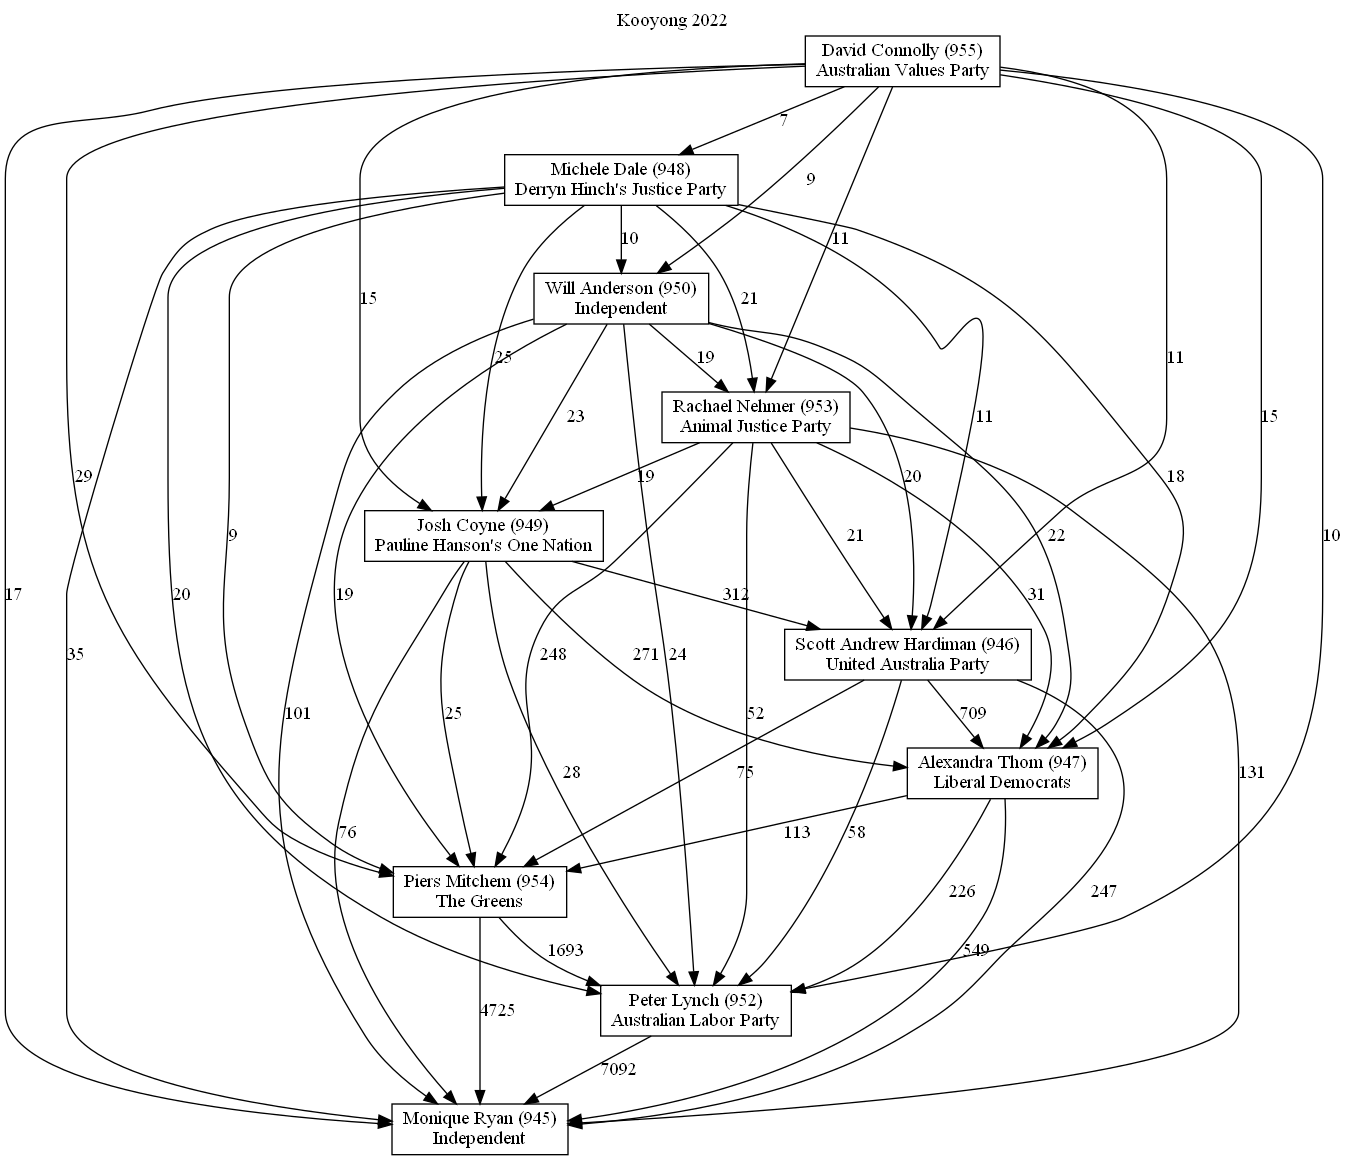 Kooyong 2022
David Connolly (955)
Australian Values Party
7
Michele Dale (948)
Derryn Hinch's Justice Party
9
10
11
Will Anderson (950)
Independent
15
21
25
19
11
Rachael Nehmer (953)
Animal Justice Party
23
11
15
29
19
20
18
Josh Coyne (949)
Pauline Hanson's One Nation
9
21
22
10
17
20
19
312
31
35
Scott Andrew Hardiman (946)
United Australia Party
248
271
24
101
25
52
709
28
75
Alexandra Thom (947)
Liberal Democrats
131
76
113
58
Piers Mitchem (954)
The Greens
226
247
1693
549
4725
Peter Lynch (952)
Australian Labor Party
7092
Monique Ryan (945)
Independent